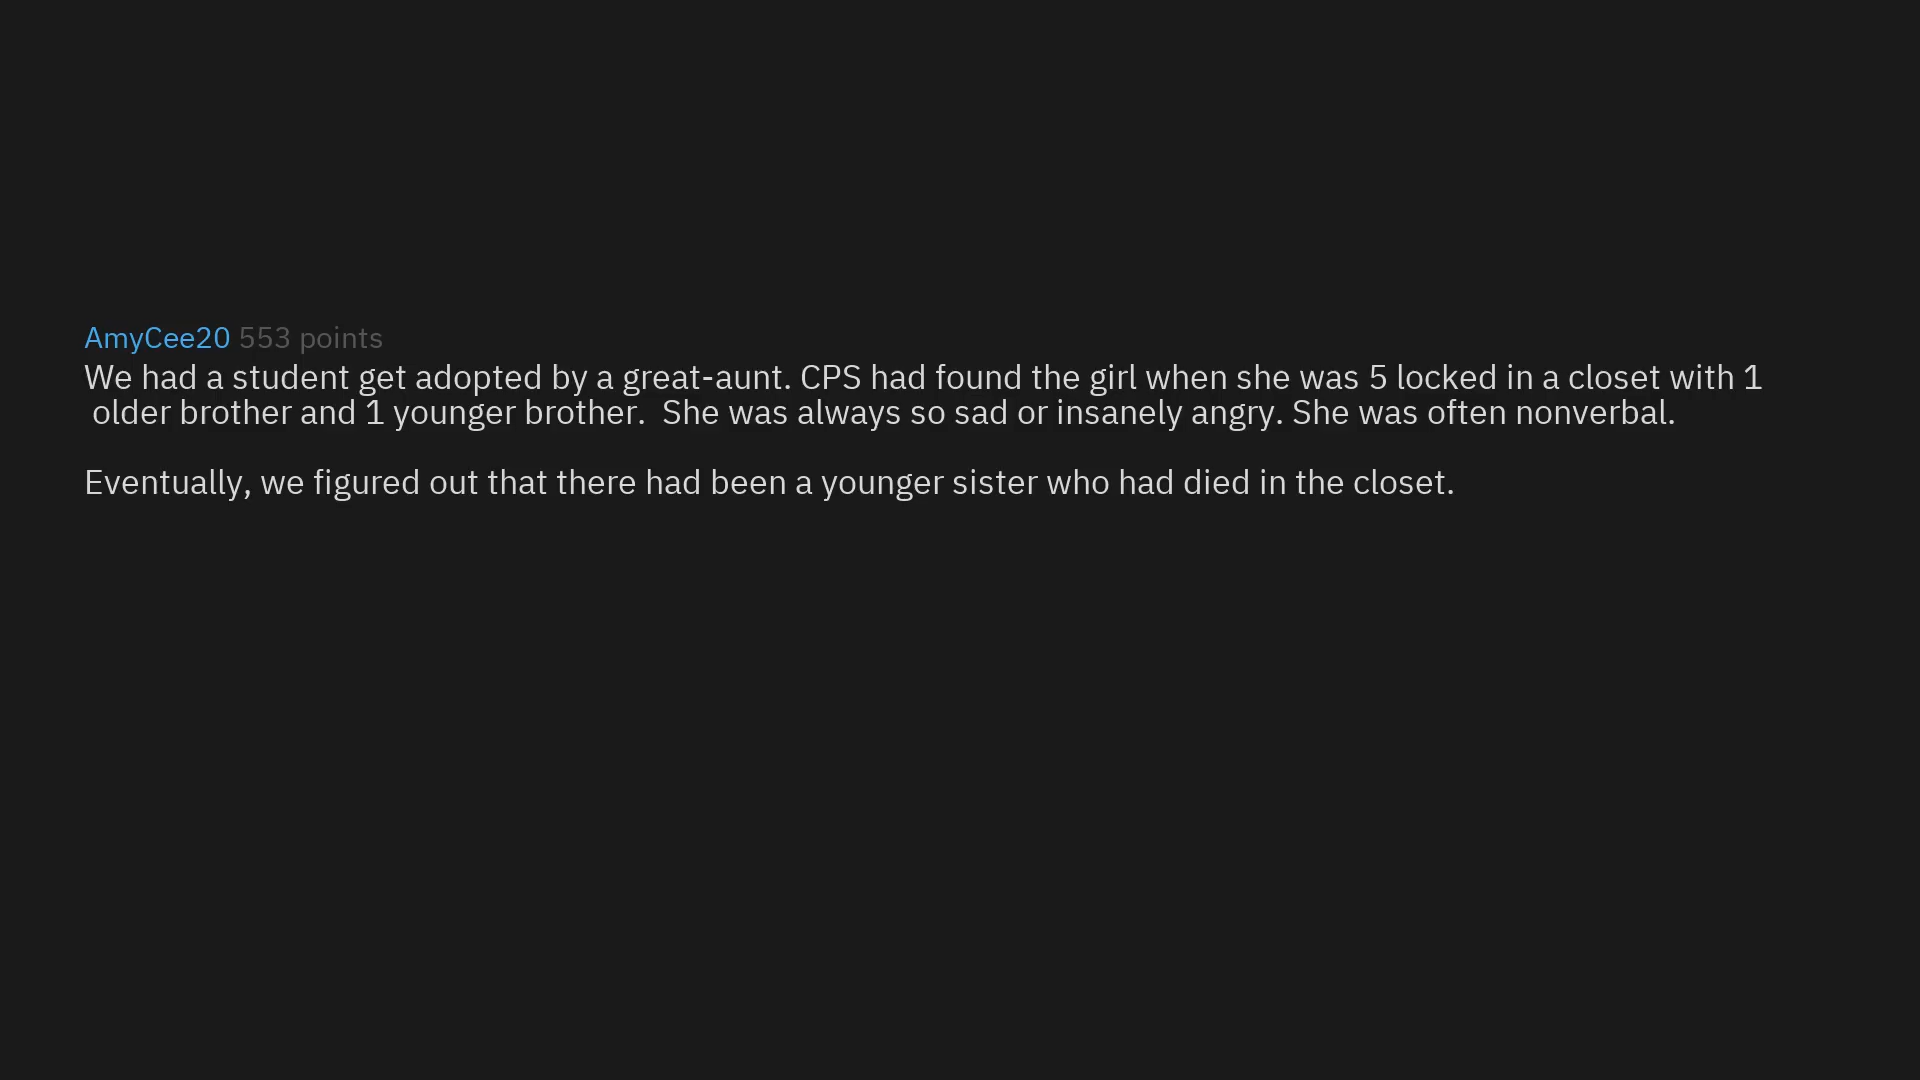 AmyCee20 553 points
We had a student get adopted by a great-aunt. CPS had found the girl when she was 5 locked in a closet with 1
older brother and 1 younger brother.  She was always so sad or insanely angry. She was often nonverbal.
Eventually, we figured out that there had been a younger sister who had died in the closet.